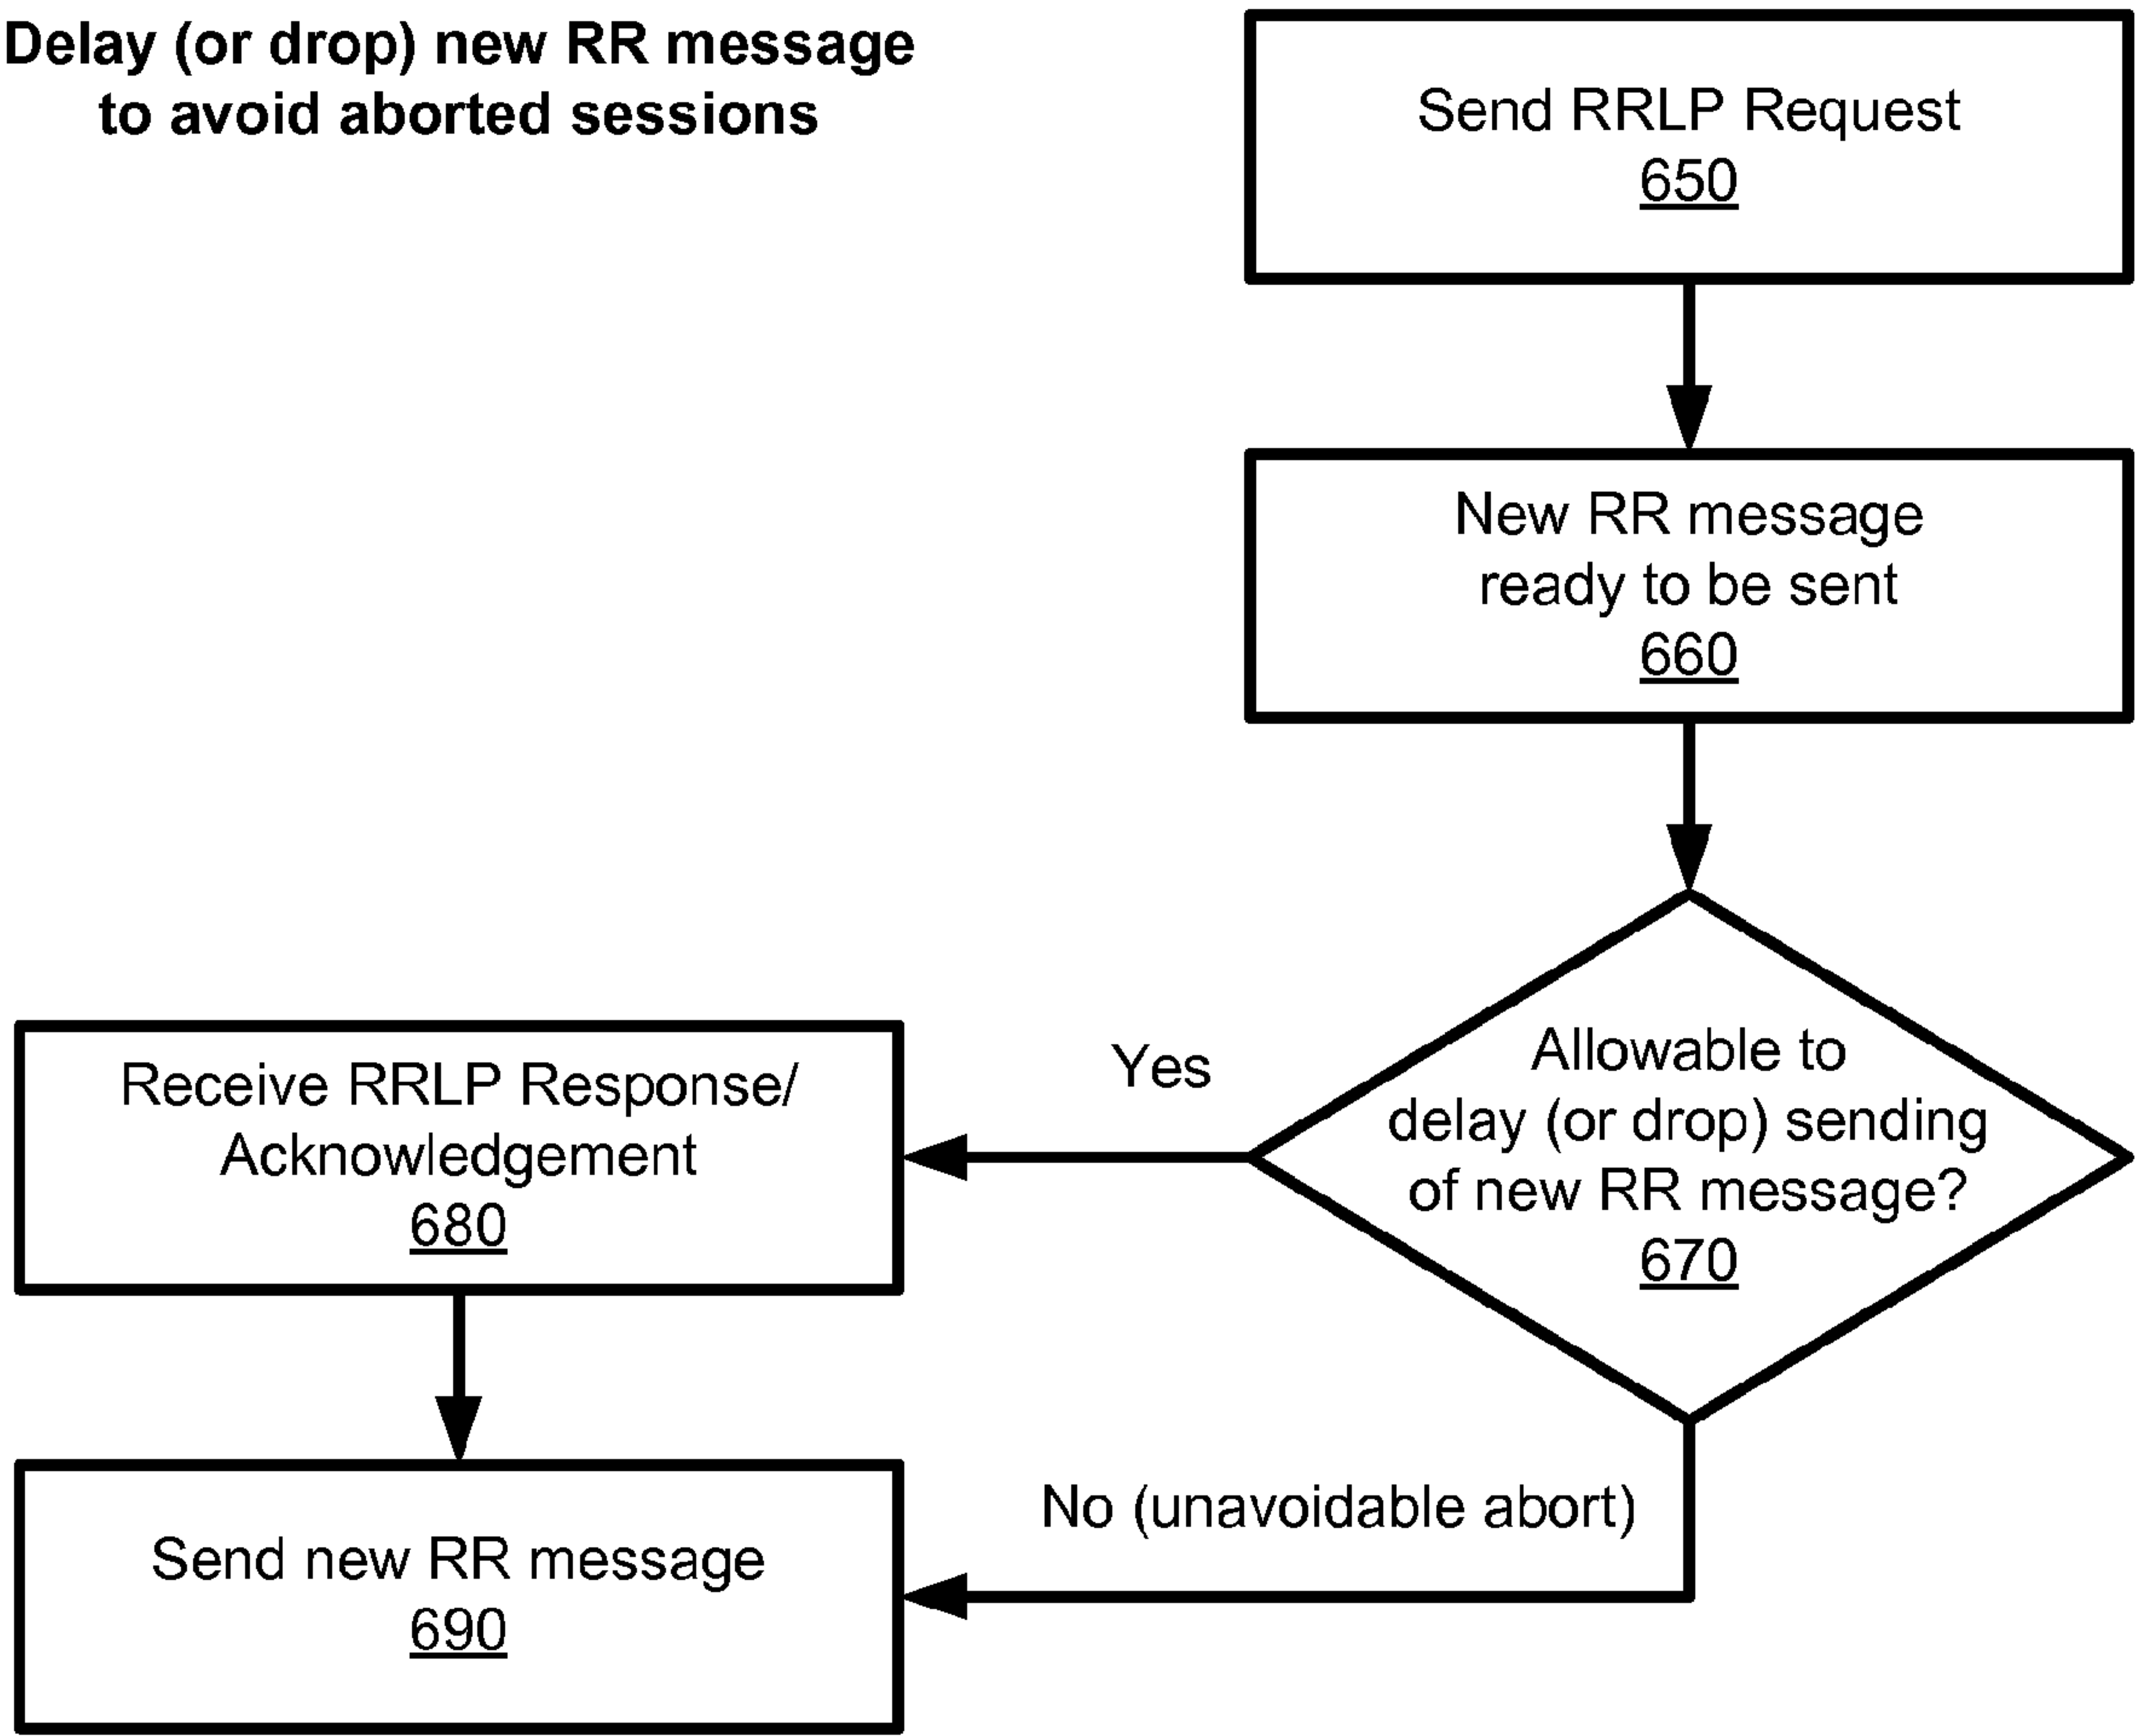 Delay (or drop) new RR message
to avoid aborted sessions
Send RRLP Request
650
New RR message
ready to be sent
660
Allowable to
delay (or drop) sending
of new RR message?
670
Yes
Receive RRLP Response/
Acknowledgement
680
No (unavoidable abort)
Send new RR message
690